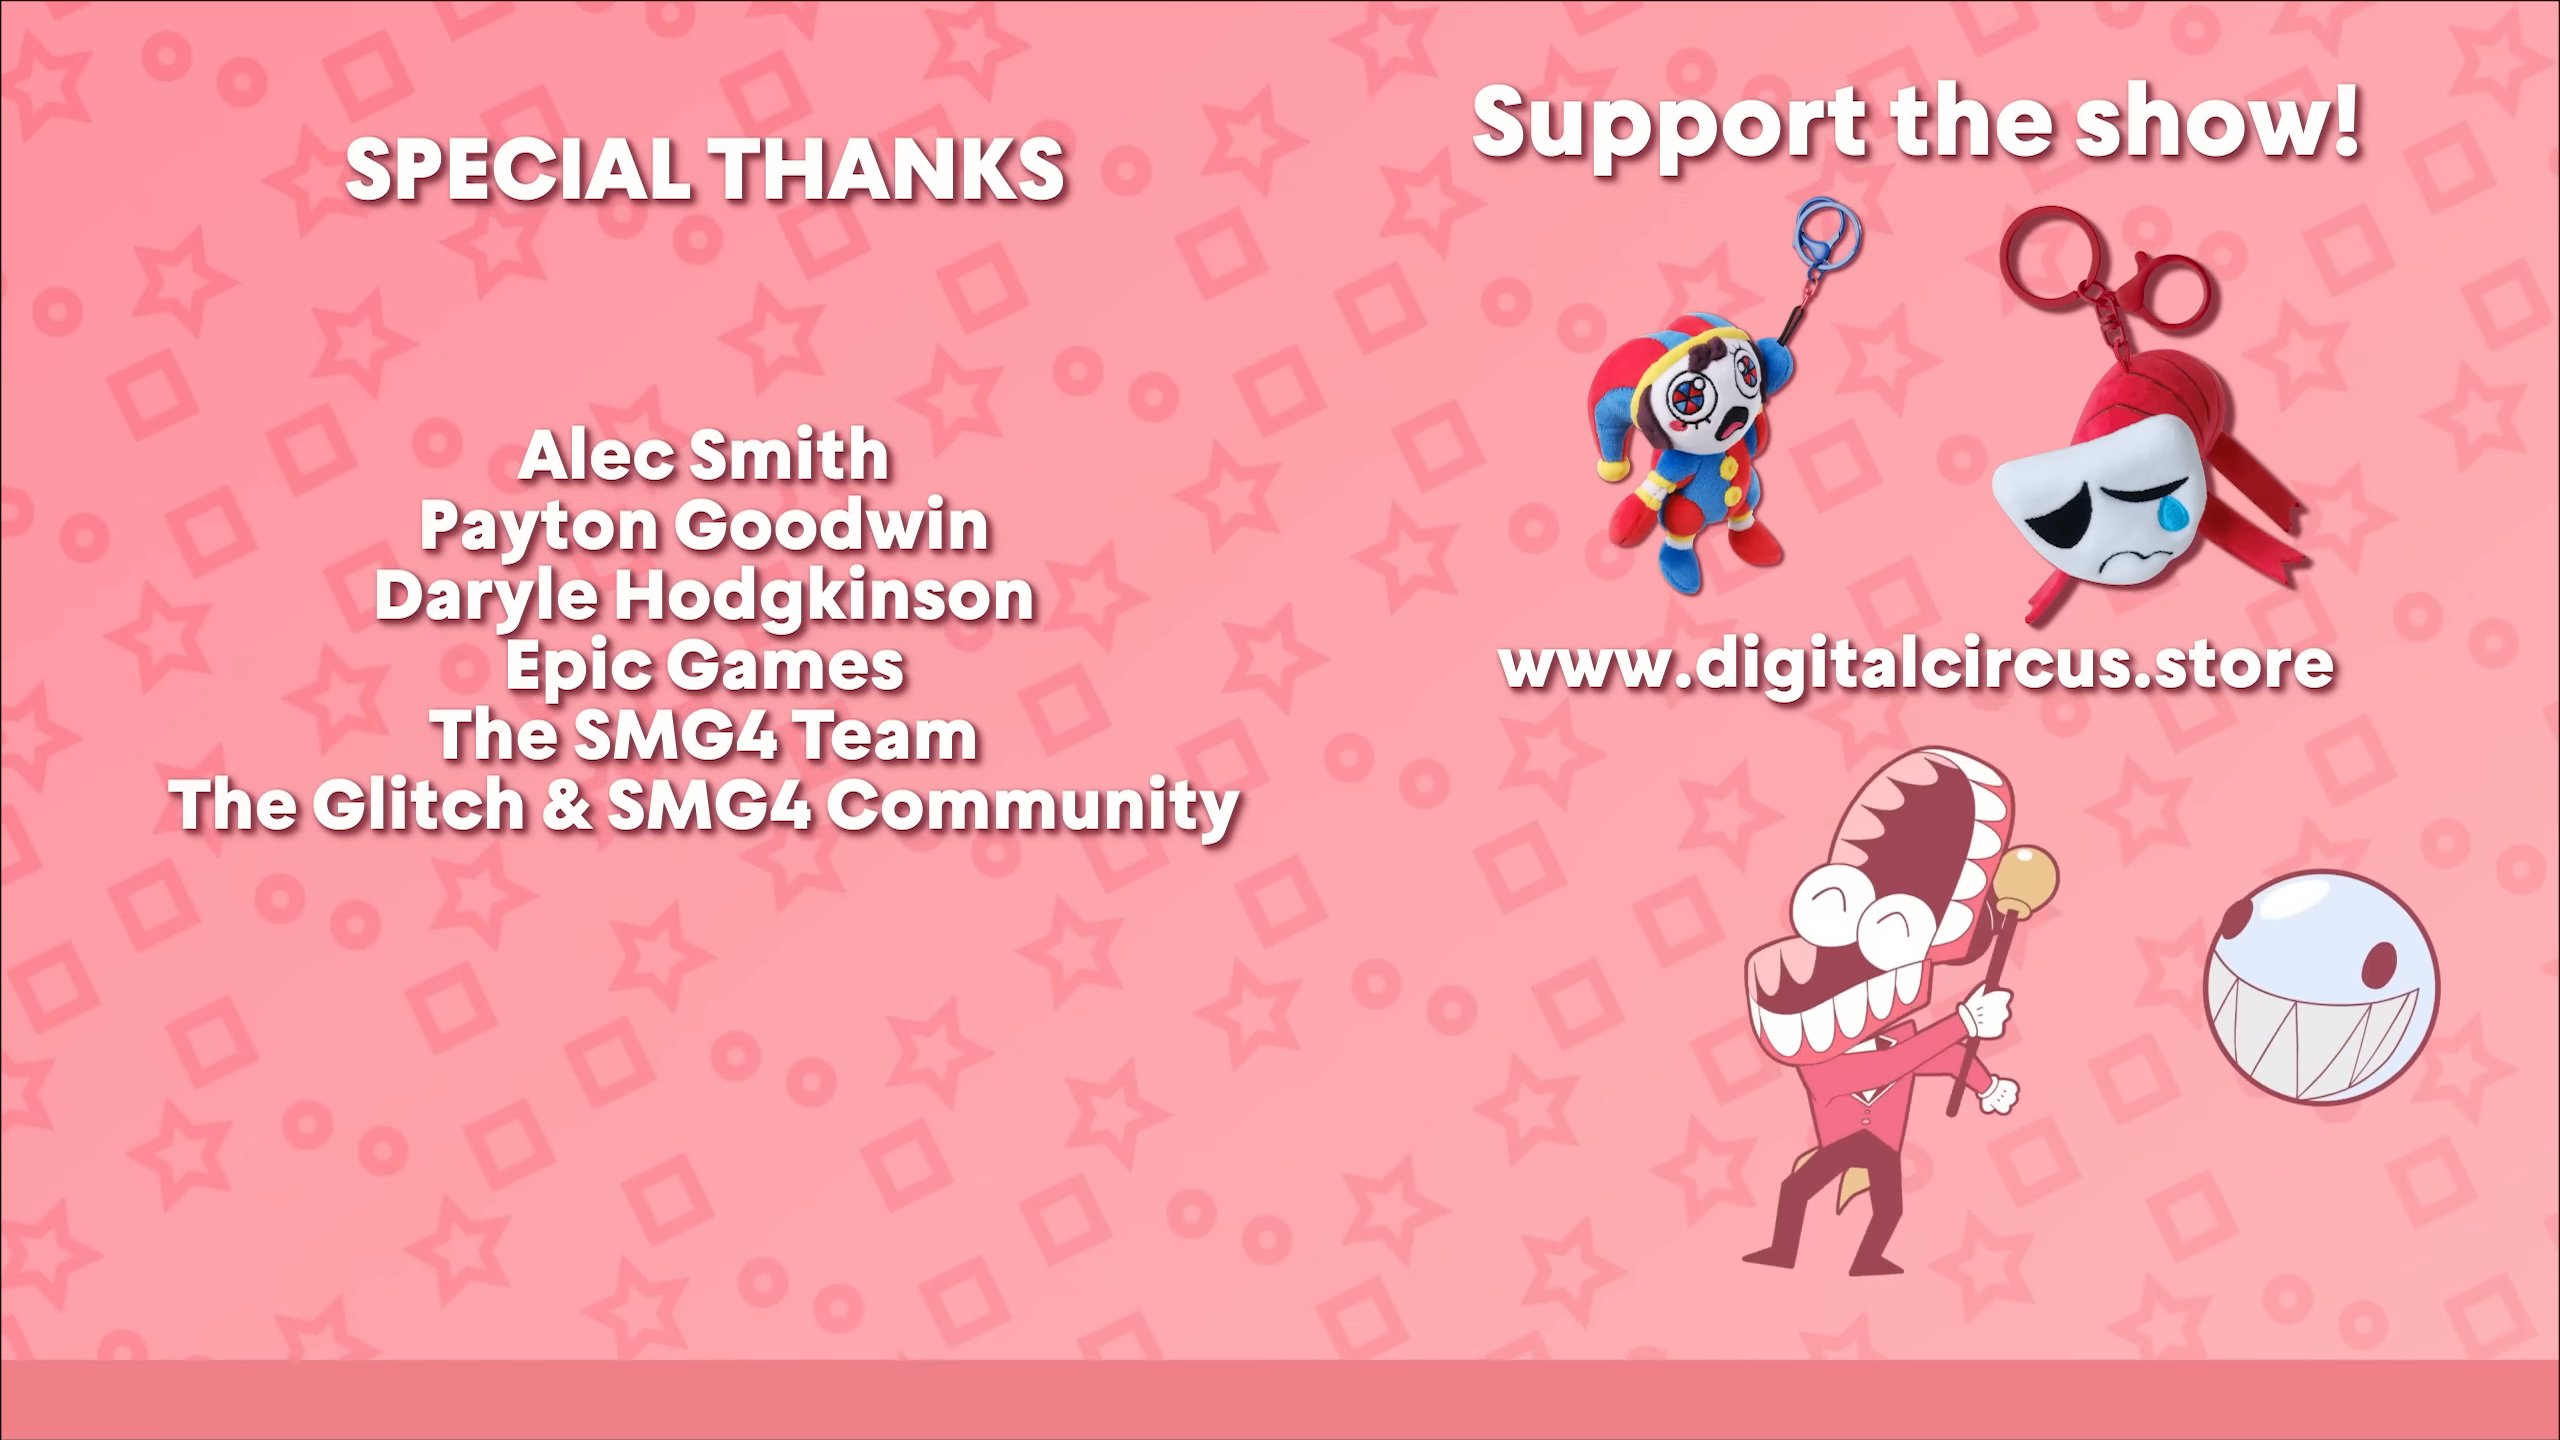 SPECIAL THANKS
Alec Smith
Payton Goodwin
Daryle Hodgkinson
Epic Games
The SMG4 Team
The Glitch & SMG4 Community
Support the show!
www.digitalcircus.store